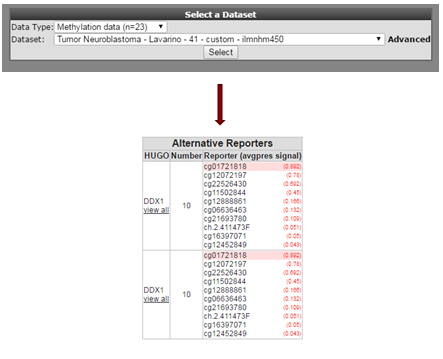 Select a Dataset
Data Type: Methylation data (n=23)
Dataset: Tumor Neuroblastoma - Lavarino - 41 - custom - ilmnhm450 Advanced
Select
Alternative Reporters
HUGO Number Reporter (avgpres signal)
cg01721818 (0.892)
cg12072197 (0.78)
cg22526430 (0.692)
cg11502844 (0.45)
DDX1 view all 10 cg12888861 (0.166)
cg06636463 (0.132)
cg21693780 (0.109)
ch.2.411473F (0.051)
cg16397071 (0.05)
cg12452849 (0.043)
cg01721818 (0.892)
cg12072197 (0.78)
cg22526430 (0.692)
cg11502844 (0.45)
DDX1 view all 10 cg12888861 (0.166)
cg06636463 (0.132)
cg21693780 (0.109)
ch.2.411473F (0.051)
cg16397071 (0.05)
cg12452849 (0.043)